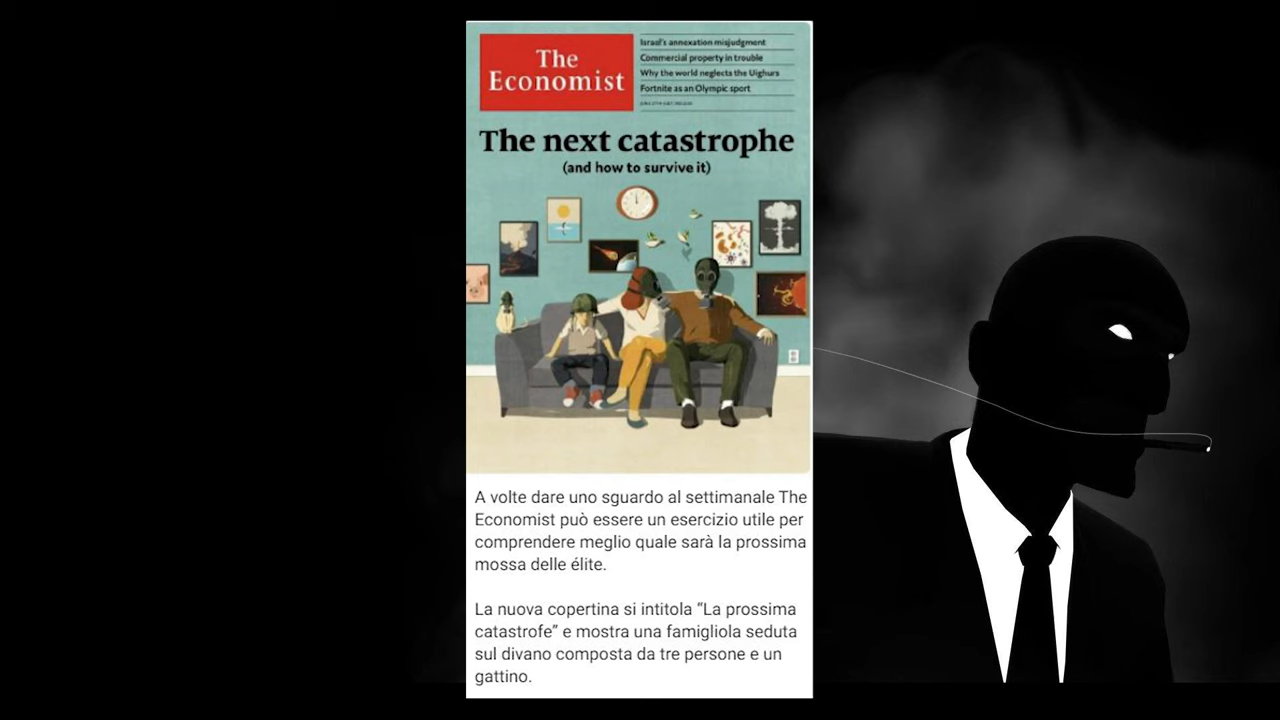 The
Economist
Israel's annexation misjudgment
Commercial property in trouble
Why the world neglects the Uighurs
Fortnite as an Olympic sport
The next catastrophe
(and how to survive it)
A volte dare uno sguardo al settimanale The
Economist può essere un esercizio utile per
comprendere meglio quale sarà la prossima
mossa delle élite.
La nuova copertina si intitola “La prossima
catastrofe” e mostra una famigliola seduta
sul divano composta da tre persone e un
gattino.